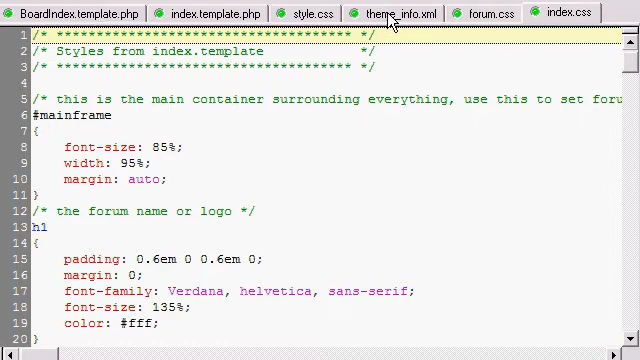 BoardIndex.template.php index.template.php style.css theme_info.xml forum.css index.css
1 /* ************************************* */
2 /* Styles from index.template */
3 /* ************************************* */
4
5 /* this is the main container surrounding everything, use this to set foru
6 #mainframe
7 {
8 font-size: 85%;
9 width: 95%;
10 margin: auto;
11 }
12 /* the forum name or logo */
13 h1
14 {
15 padding: 0.6em 0 0.6em 0;
16 margin: 0;
17 font-family: Verdana, helvetica, sans-serif;
18 font-size: 135%;
19 color: #fff;
20 }